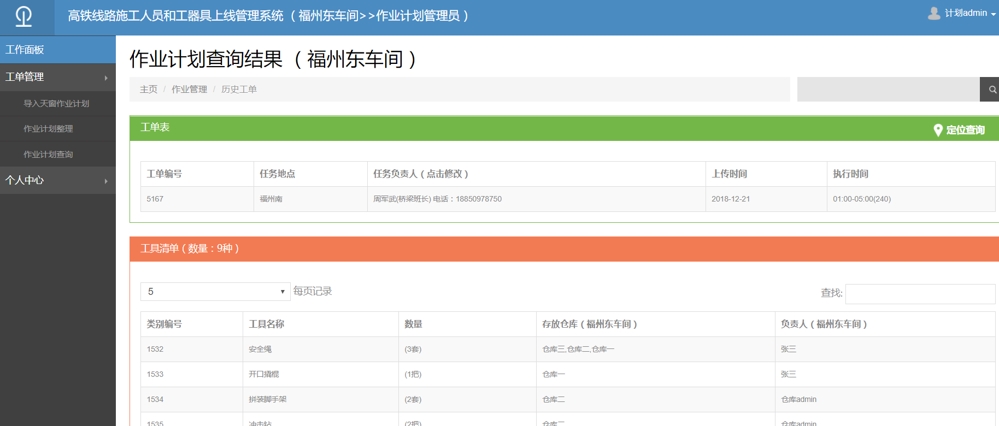 高铁线路施工人员和工器具上线管理系统（福州东车间>>作业计划管理员）
计划admin
工作面板
工单管理
导入天窗作业计划
作业计划整理
作业计划查询
个人中心
作业计划查询结果（福州东车间）
主页 / 作业管理 / 历史工单
工单表
定位查询
工单编号 任务地点 任务负责人（点击修改） 上传时间 执行时间
5167 福州南 周军武(桥梁班长) 电话：18850978750 2018-12-21 01:00-05:00(240)
工具清单（数量：9种）
5 每页记录
查找:
类别编号 工具名称 数量 存放仓库（福州东车间） 负责人（福州东车间）
1532 安全绳 (3套) 仓库三,仓库二,仓库一 张三
1533 开口撬棍 (1把) 仓库一 张三
1534 拼装脚手架 (2套) 仓库二 仓库admin
1535 冲击钻 (2把) 仓库二 仓库admin